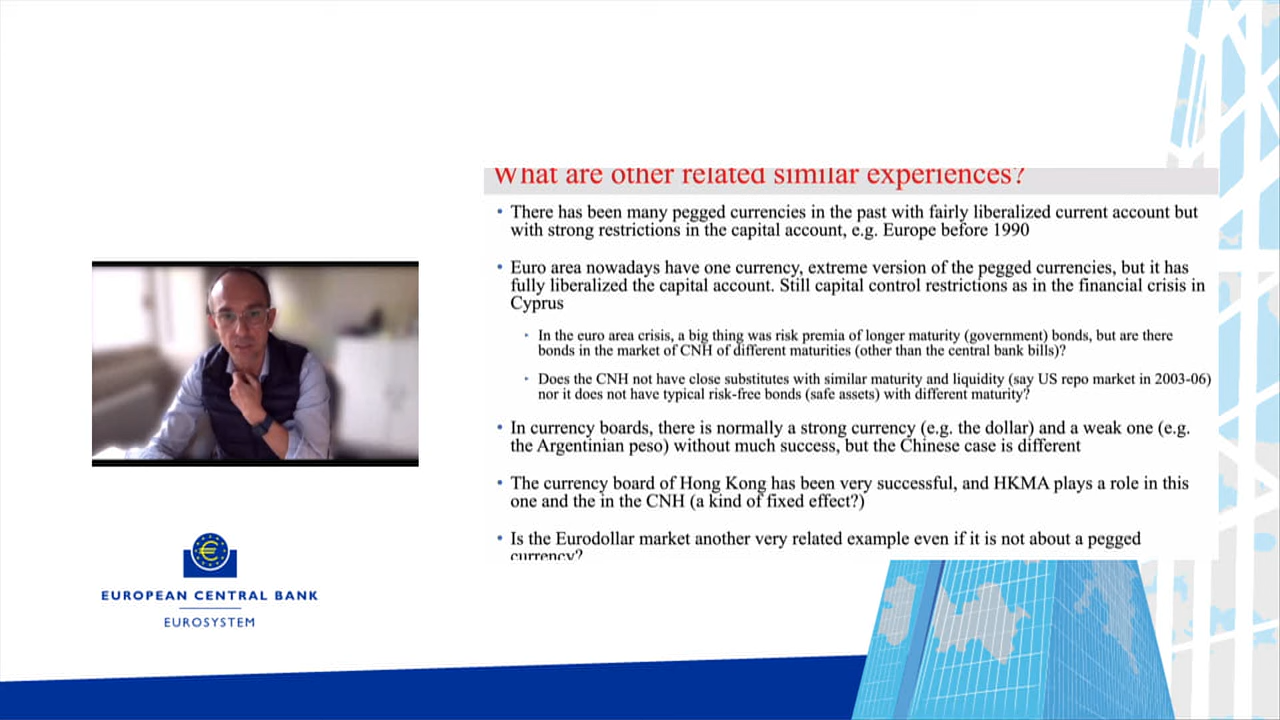 What are other related similar experiences?
• There has been many pegged currencies in the past with fairly liberalized current account but
with strong restrictions in the capital account, e.g. Europe before 1990
• Euro area nowadays have one currency, extreme version of the pegged currencies, but it has
fully liberalized the capital account. Still capital control restrictions as in the financial crisis in
Cyprus
• In the euro area crisis, a big thing was risk premia of longer maturity (government) bonds, but are there
bonds in the market of CNH of different maturities (other than the central bank bills)?
• Does the CNH not have close substitutes with similar maturity and liquidity (say US repo market in 2003-06)
nor it does not have typical risk-free bonds (safe assets) with different maturity?
• In currency boards, there is normally a strong currency (e.g. the dollar) and a weak one (e.g.
the Argentinian peso) without much success, but the Chinese case is different
• The currency board of Hong Kong has been very successful, and HKMA plays a role in this
one and the in the CNH (a kind of fixed effect?)
• Is the Eurodollar market another very related example even if it is not about a pegged
currency?
EUROPEAN CENTRAL BANK
EUROSYSTEM